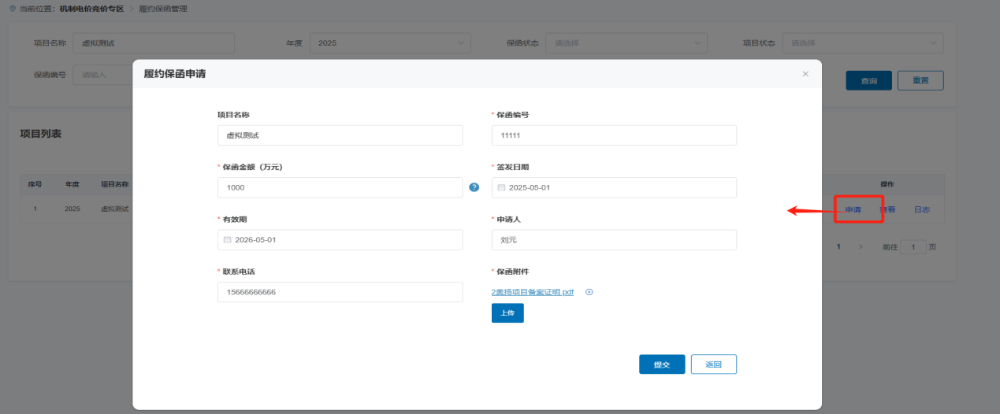 当前位置：机制电价竞价专区 > 履约保函管理
项目名称 虚拟测试 年度 2025 保函状态 请选择 项目状态 请选择
保函编号 请输入 查询 重置
履约保函申请
项目名称 * 保函编号
虚拟测试 11111
* 保函金额（万元） * 签发日期
1000 ? 2025-05-01
* 有效期 * 申请人
2026-05-01 刘元
* 联系电话 * 保函附件
15666666666 2奥扬项目备案证明.pdf
上传
提交 返回
项目列表
序号 年度 项目名称 操作
1 2025 虚拟测试 申请 查看 日志
1 > 前往 1 页